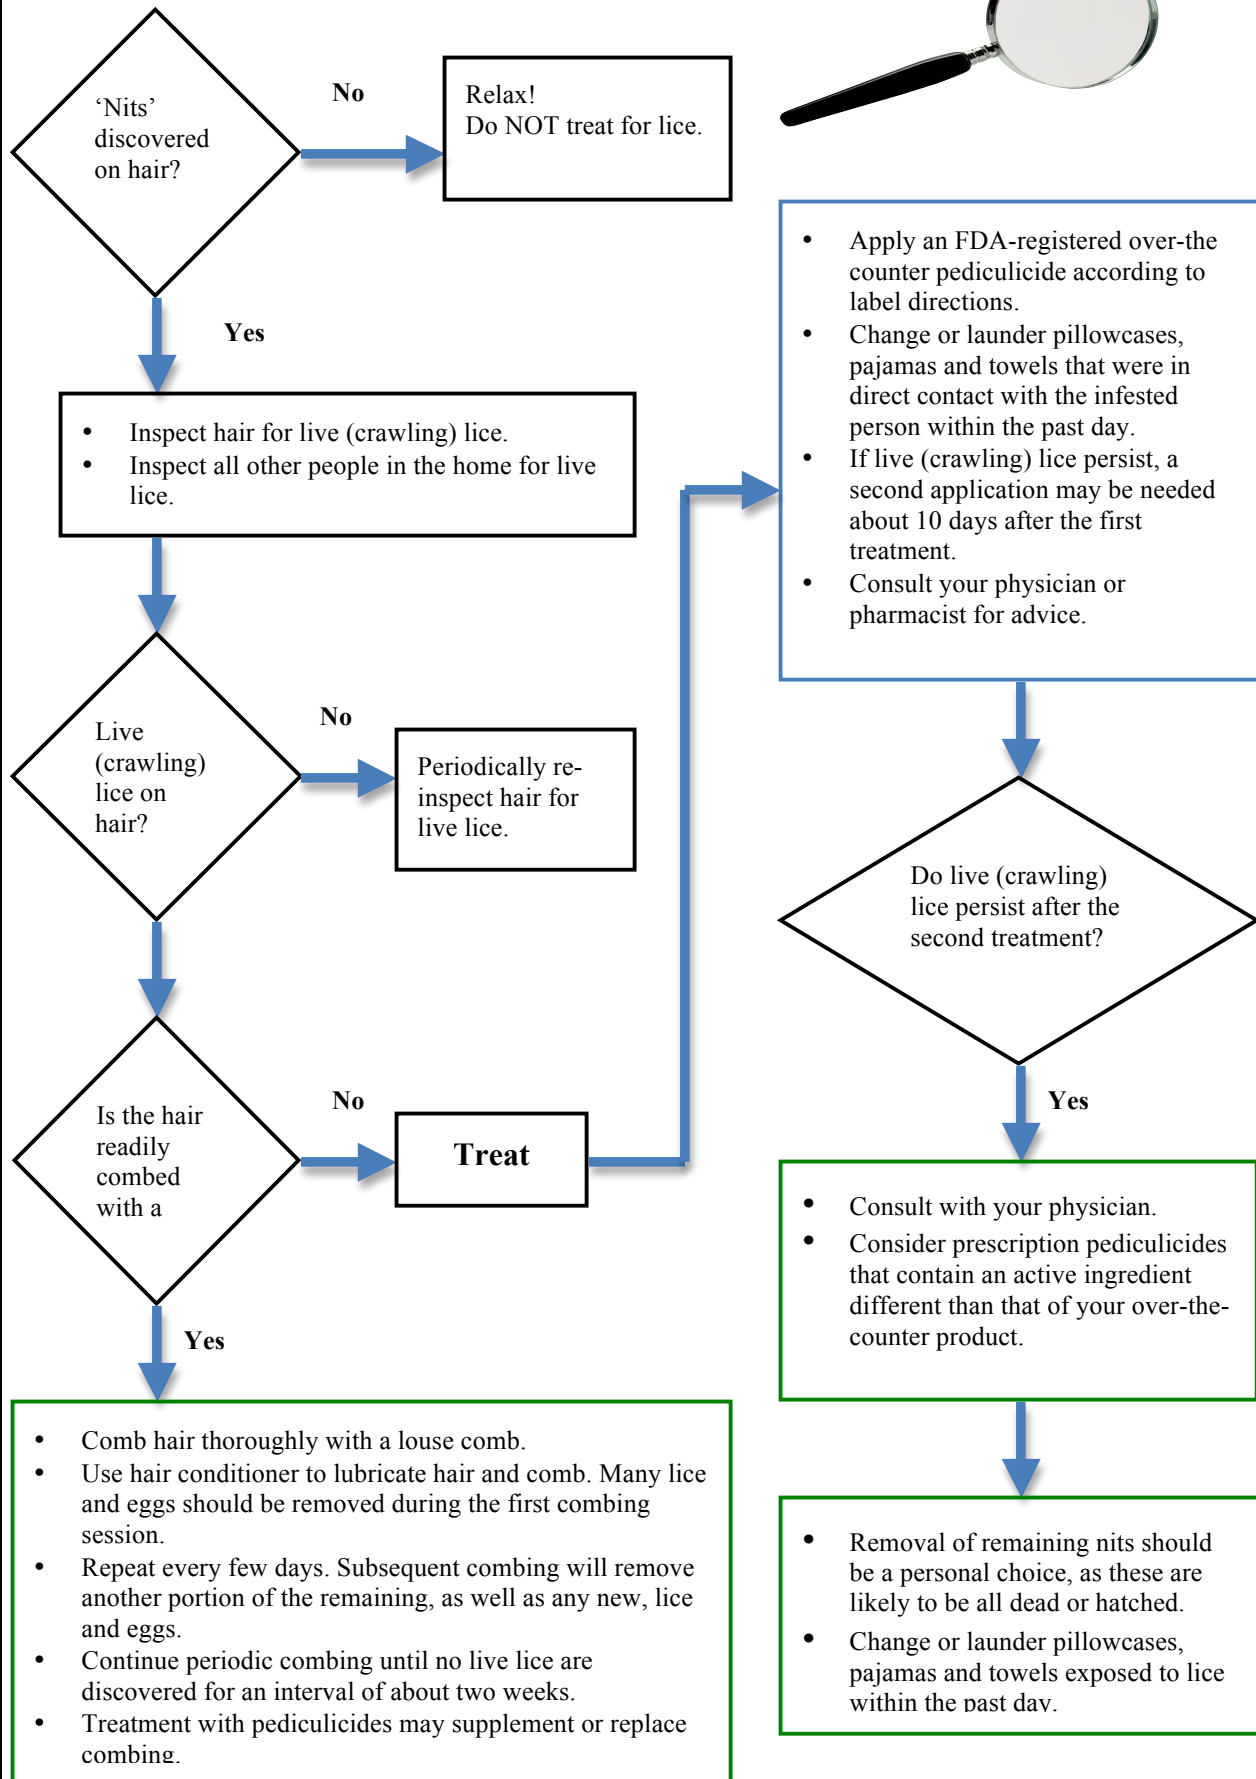 ‘Nits’
discovered
on hair?
No
Relax!
Do NOT treat for lice.
Yes
• Inspect hair for live (crawling) lice.
• Inspect all other people in the home for live
lice.
Live
(crawling)
lice on
hair?
No
Periodically re-
inspect hair for
live lice.
Is the hair
readily
combed
with a
No
Treat
Yes
• Comb hair thoroughly with a louse comb.
• Use hair conditioner to lubricate hair and comb. Many lice
and eggs should be removed during the first combing
session.
• Repeat every few days. Subsequent combing will remove
another portion of the remaining, as well as any new, lice
and eggs.
• Continue periodic combing until no live lice are
discovered for an interval of about two weeks.
• Treatment with pediculicides may supplement or replace
combing.
• Apply an FDA-registered over-the
counter pediculicide according to
label directions.
• Change or launder pillowcases,
pajamas and towels that were in
direct contact with the infested
person within the past day.
• If live (crawling) lice persist, a
second application may be needed
about 10 days after the first
treatment.
• Consult your physician or
pharmacist for advice.
Do live (crawling)
lice persist after the
second treatment?
Yes
• Consult with your physician.
• Consider prescription pediculicides
that contain an active ingredient
different than that of your over-the-
counter product.
• Removal of remaining nits should
be a personal choice, as these are
likely to be all dead or hatched.
• Change or launder pillowcases,
pajamas and towels exposed to lice
within the past day.